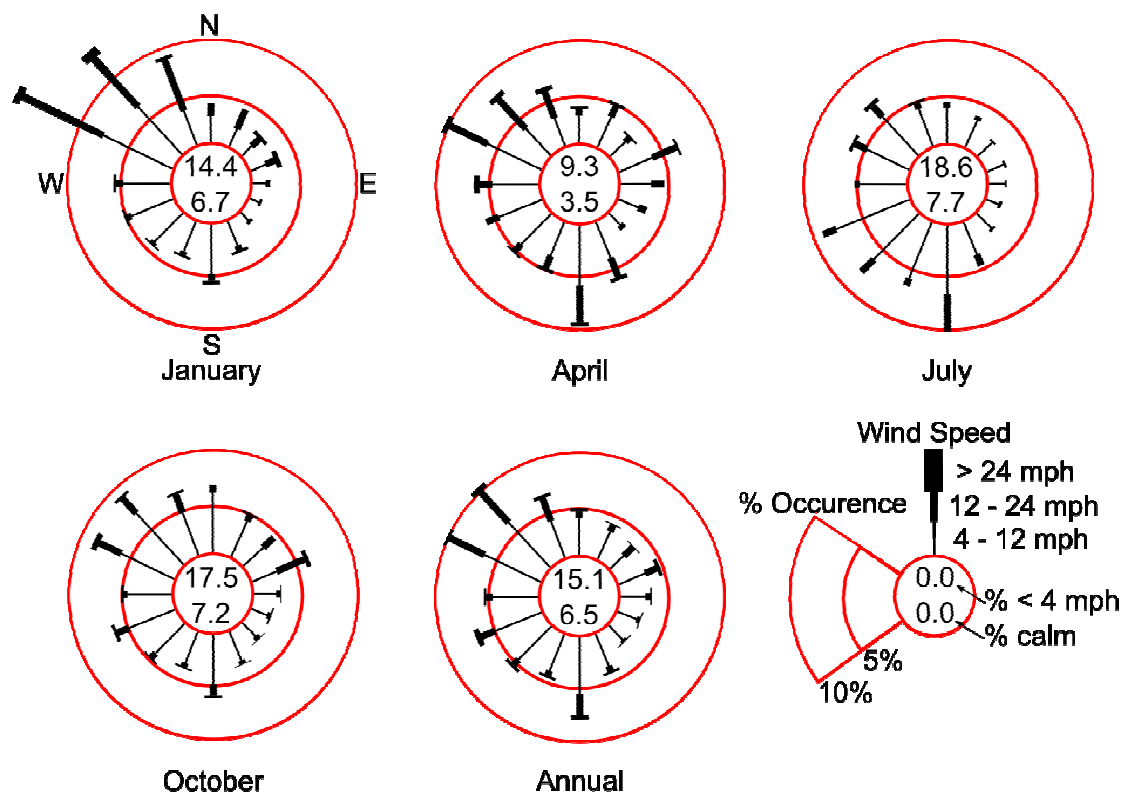 N
W
E
S
14.4
6.7
January
9.3
3.5
April
18.6
7.7
July
17.5
7.2
October
15.1
6.5
Annual
Wind Speed
> 24 mph
12 - 24 mph
4 - 12 mph
% Occurence
0.0
% < 4 mph
0.0
% calm
5%
10%